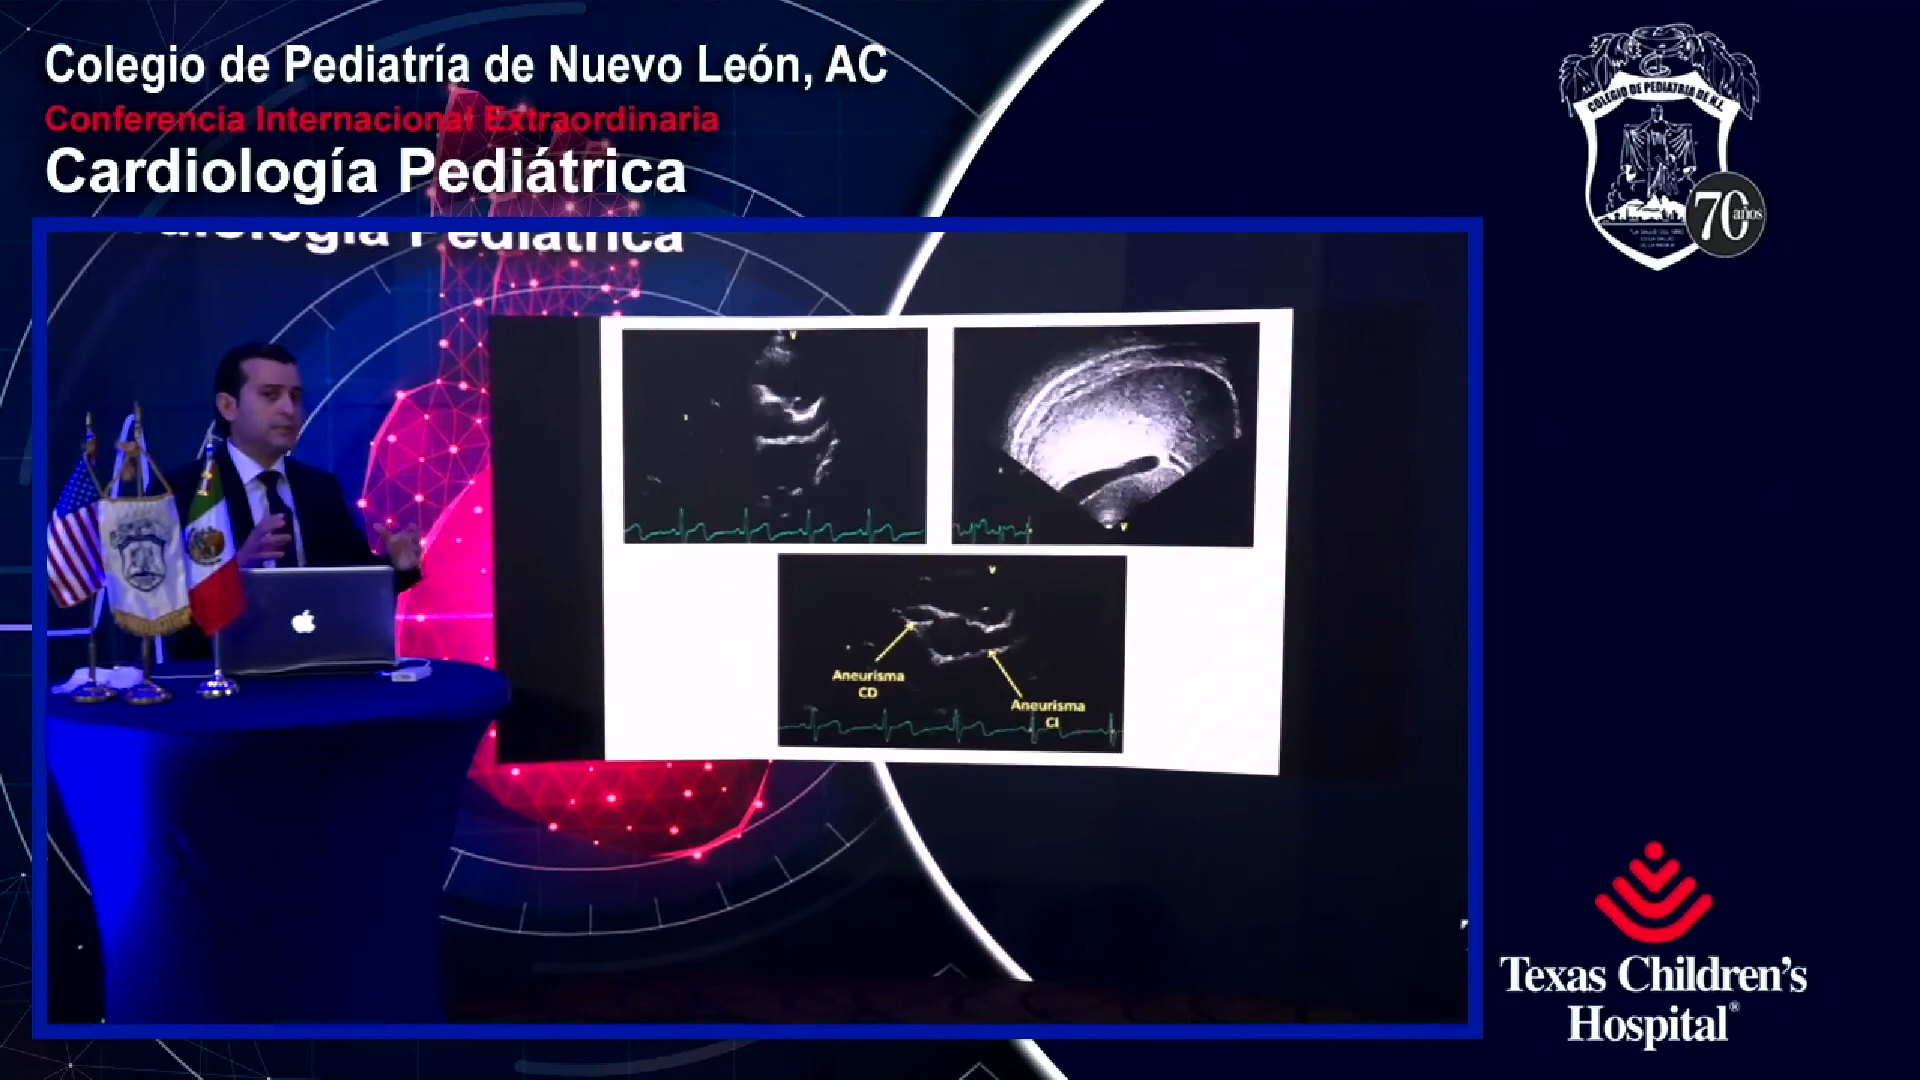 Colegio de Pediatría de Nuevo León, AC
Conferencia Internacional Extraordinaria
Cardiología Pediátrica
COLEGIO DE PEDIATRIA DE N.L.
70 años
Pediátrica
V
V
V
Aneurisma
CD
Aneurisma
CI
Texas Children's
Hospital®